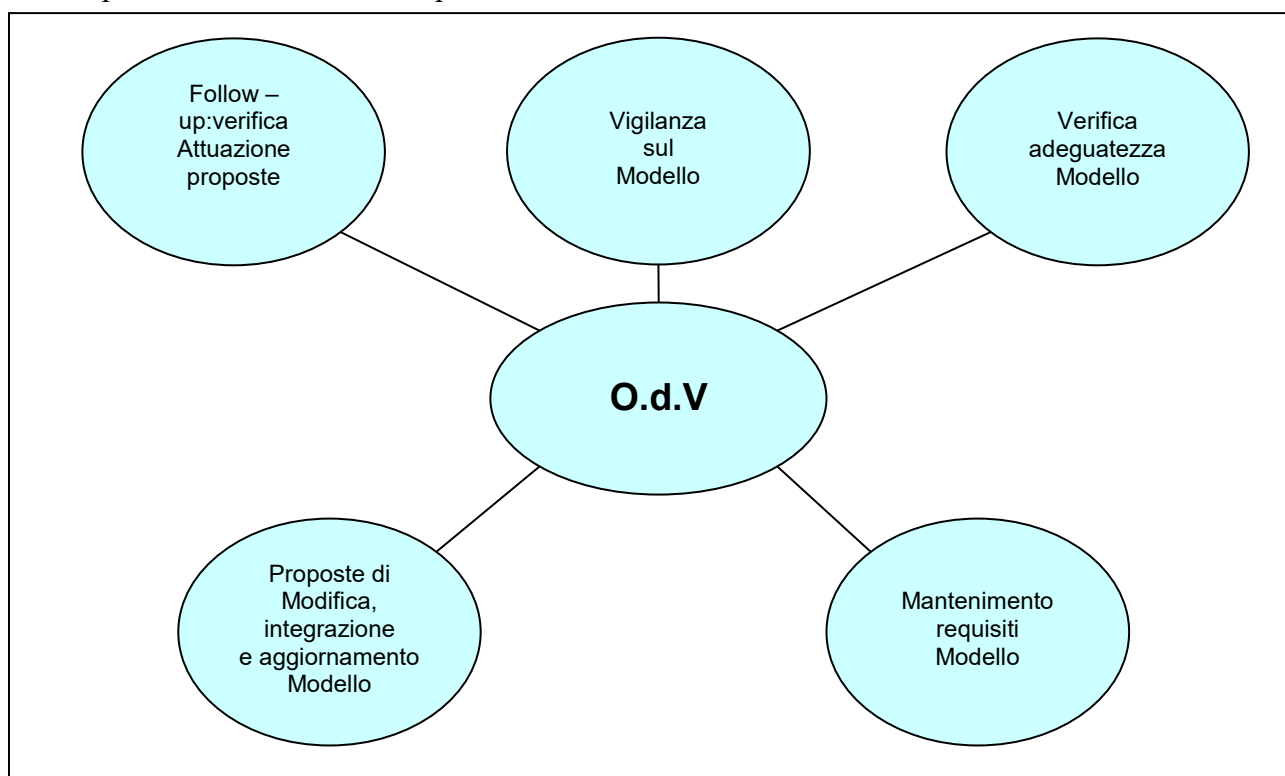 Follow –
up:verifica
Attuazione
proposte
Vigilanza
sul
Modello
Verifica
adeguatezza
Modello
O.d.V
Proposte di
Modifica,
integrazione
e aggiornamento
Modello
Mantenimento
requisiti
Modello